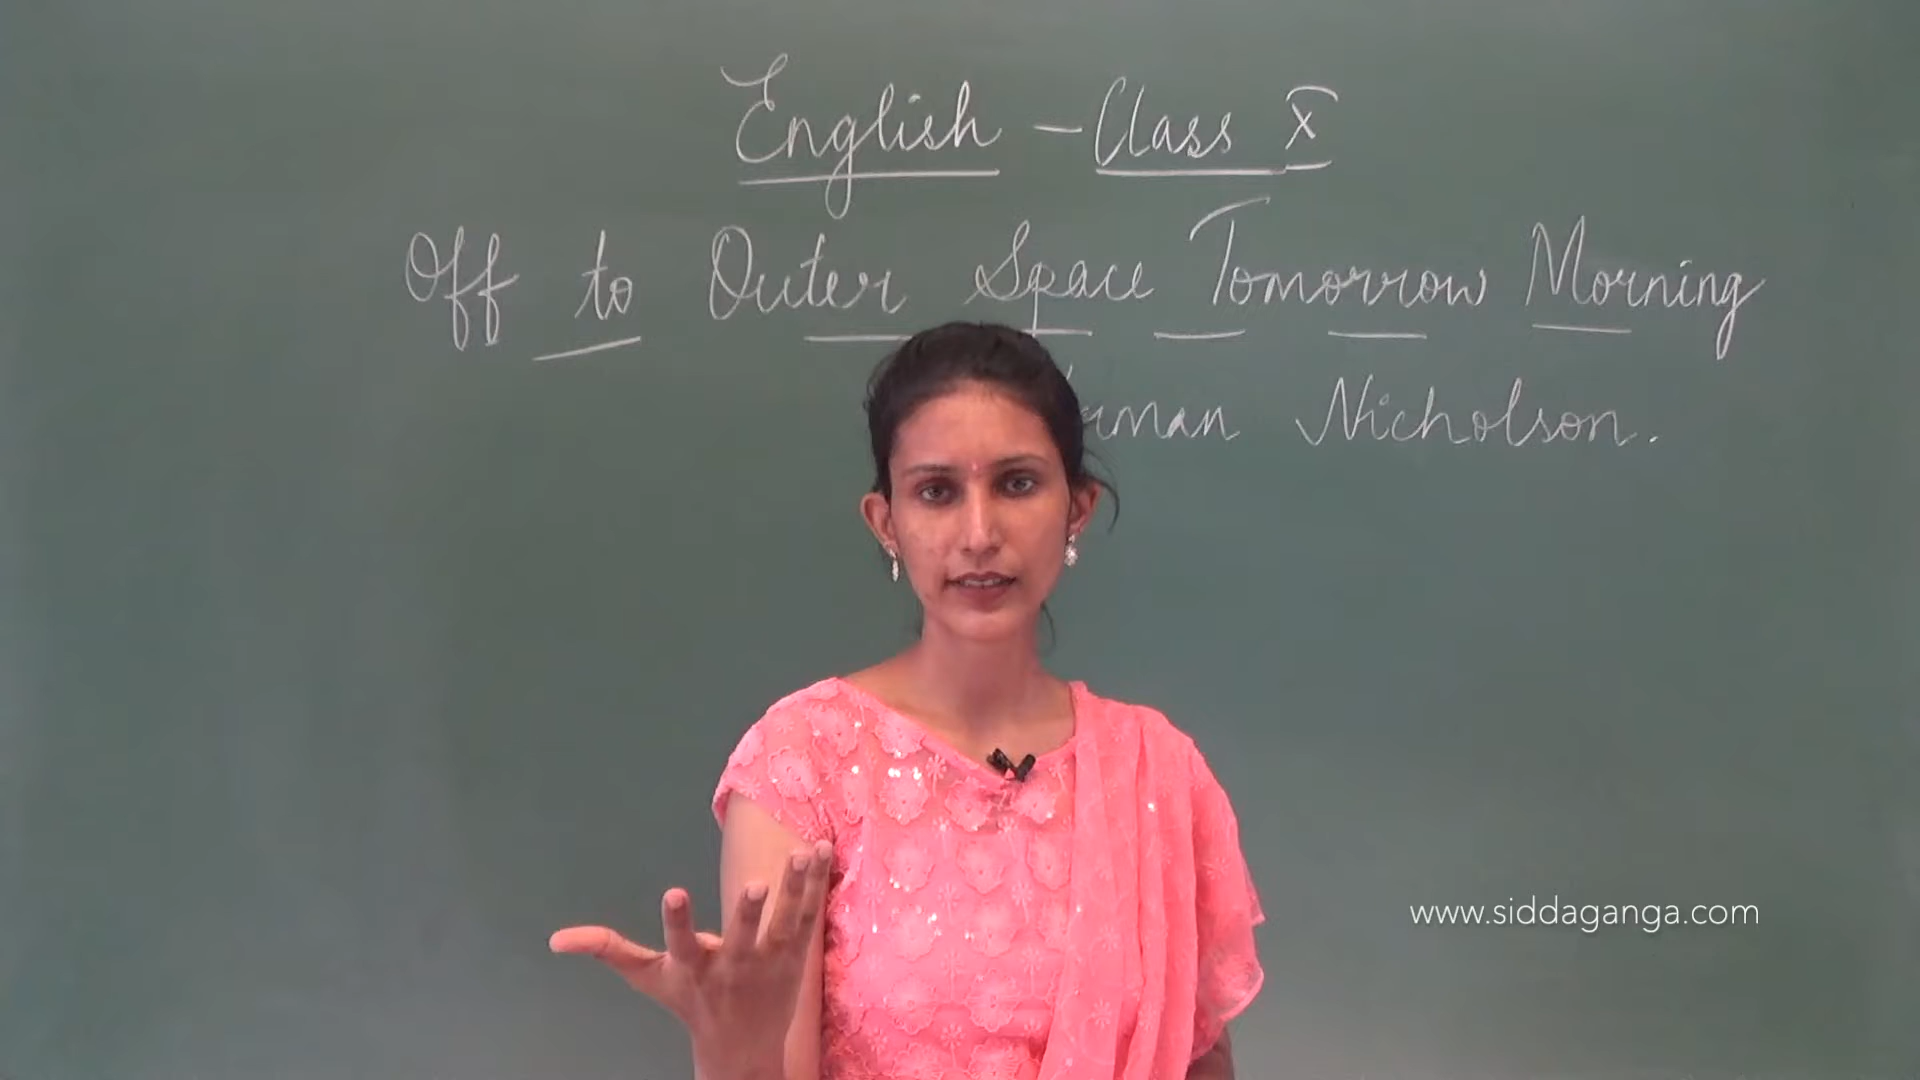 English - Class X
Off to Outer Space Tomorrow Morning
Nicholson.
www.siddaganga.com